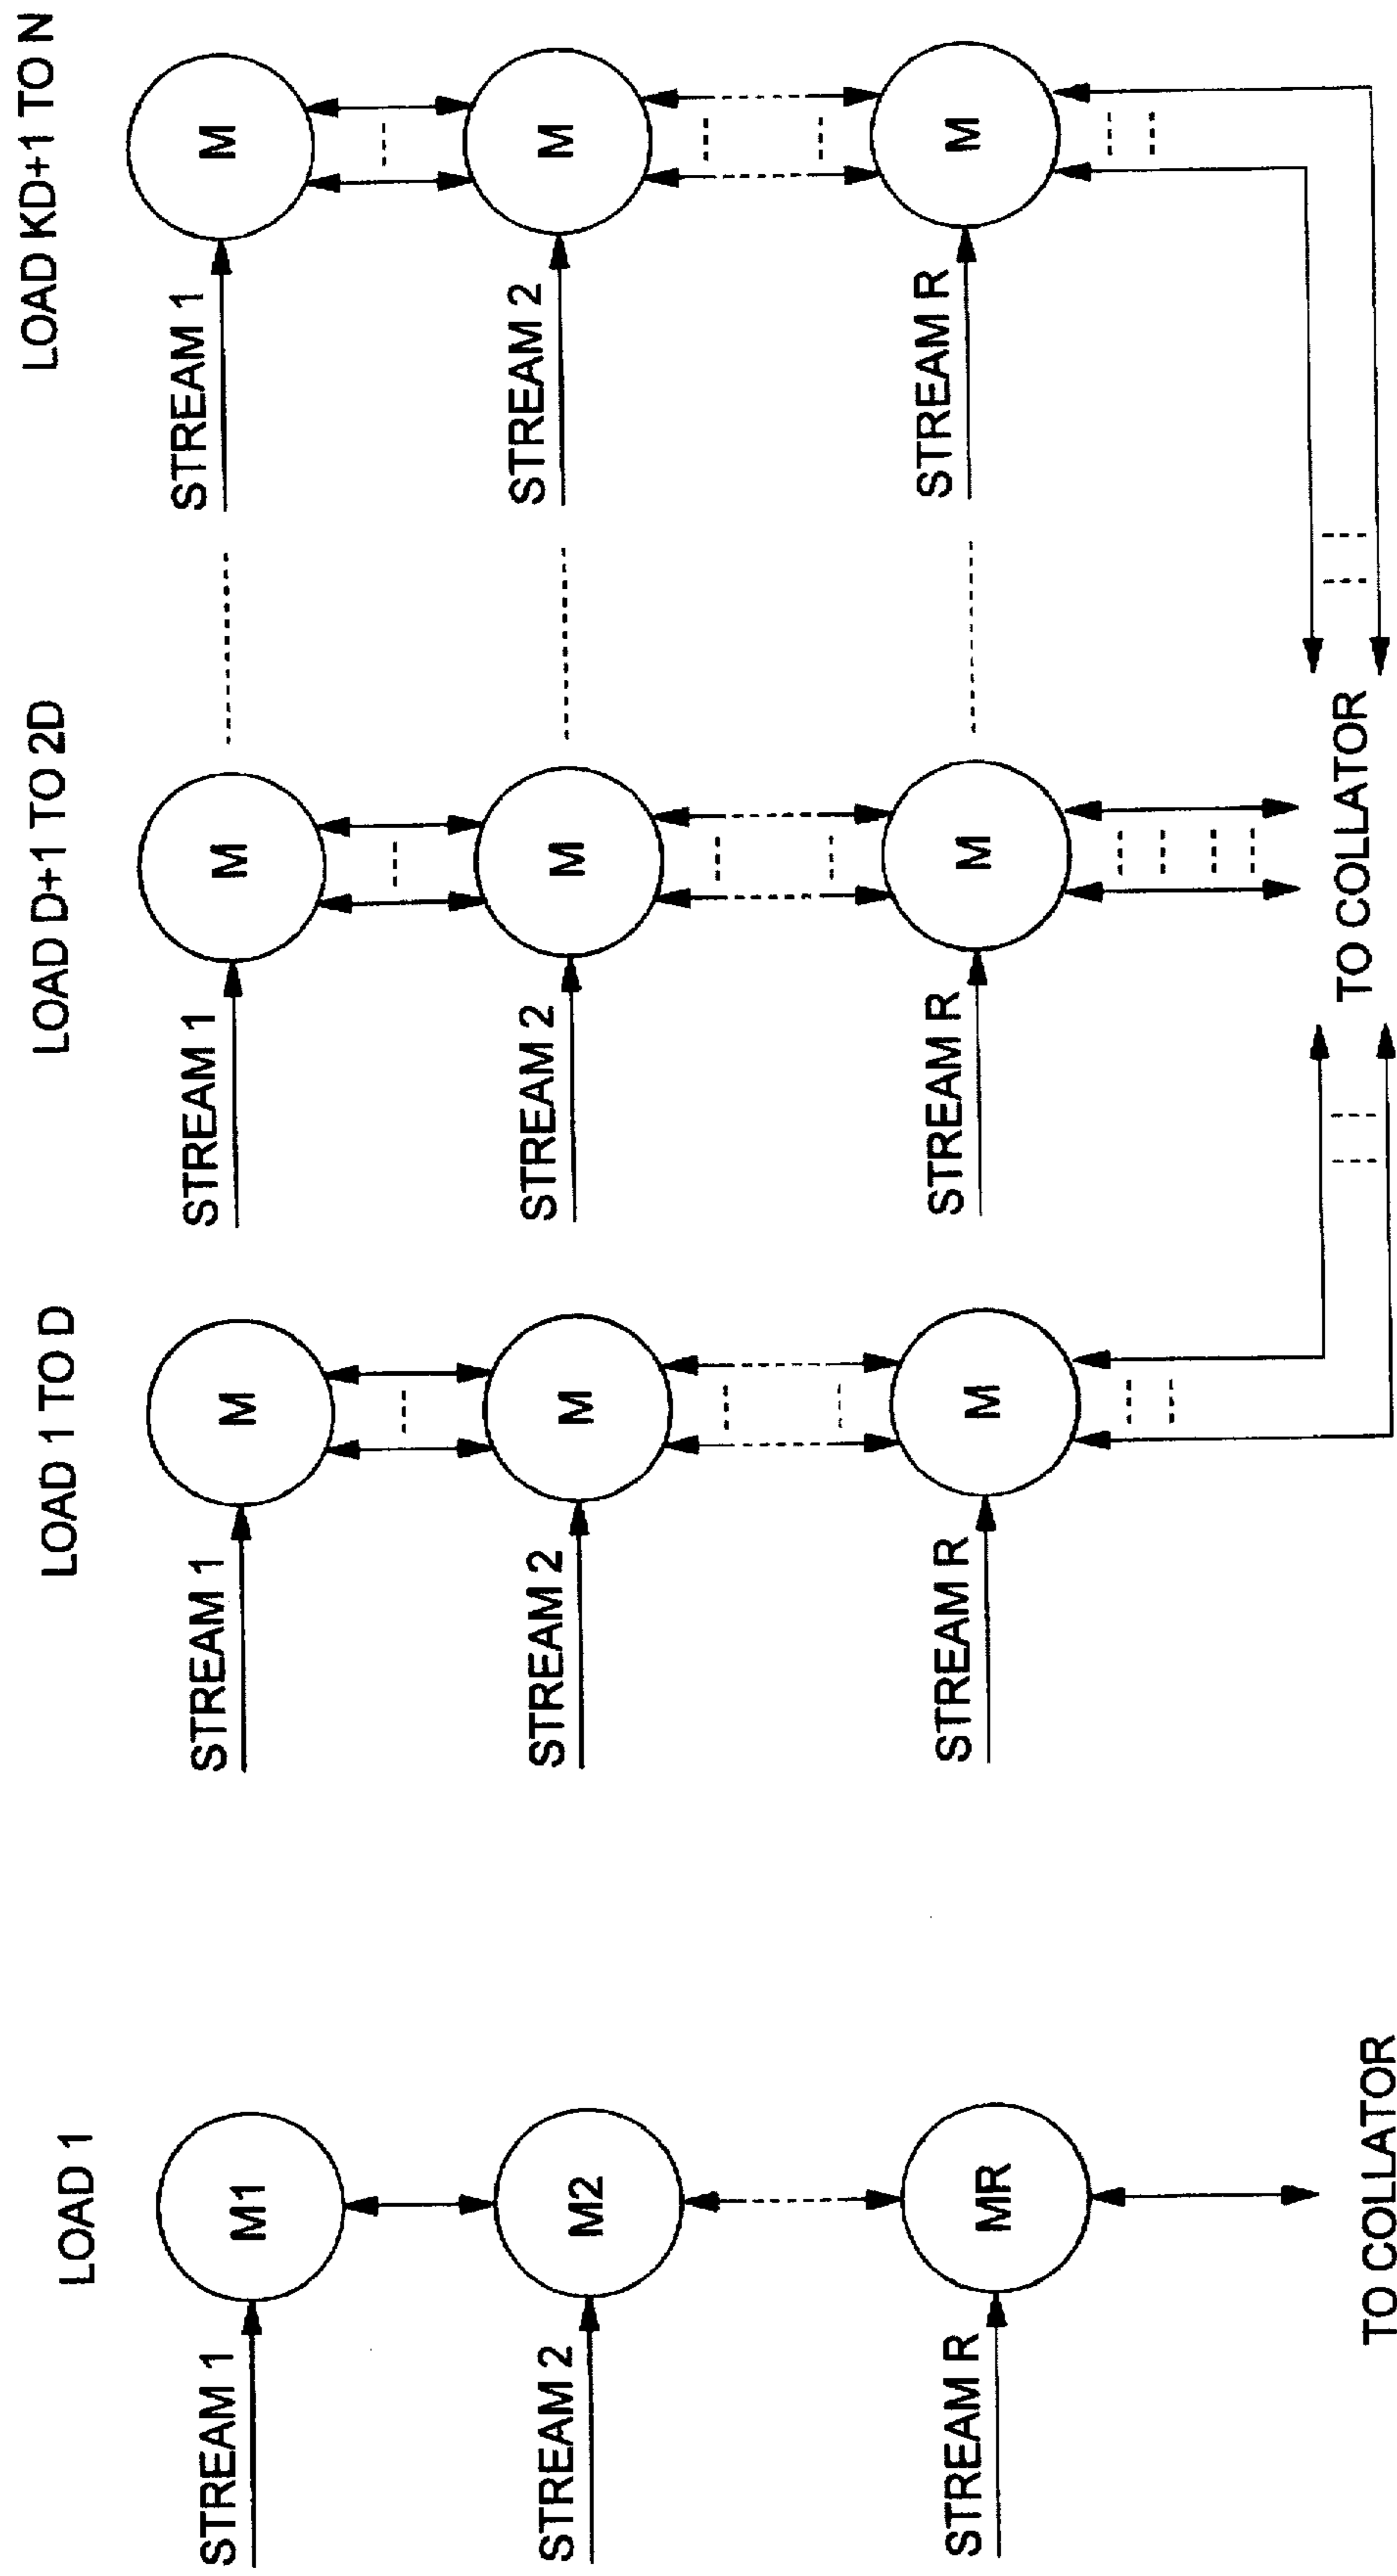 LOAD 1
STREAM 1
M1
STREAM 2
M2
STREAM R
MR
TO COLLATOR
LOAD 1 TO D
LOAD D+1 TO 2D
LOAD KD+1 TO N
STREAM 1
M
STREAM 1
M
STREAM 1
M
STREAM 2
M
STREAM 2
M
STREAM 2
M
STREAM R
M
STREAM R
M
STREAM R
M
TO COLLATOR